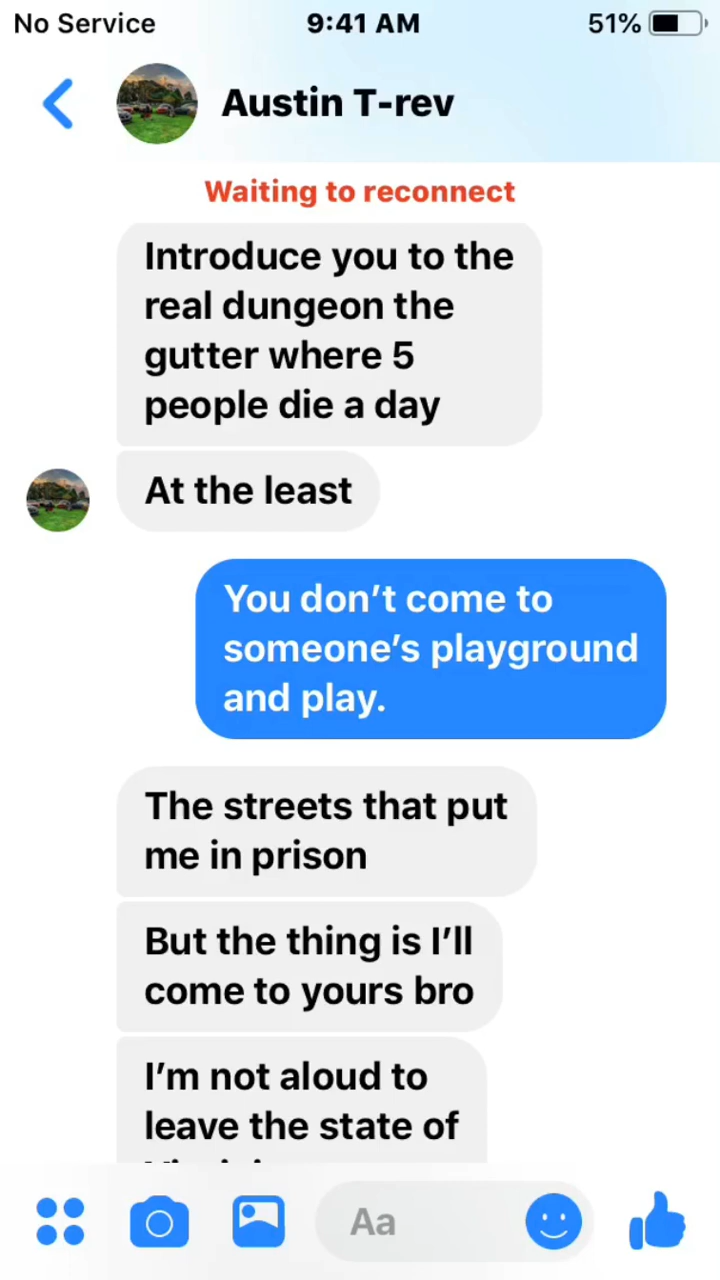 No Service 9:41 AM 51%
Austin T-rev
Waiting to reconnect
Introduce you to the
real dungeon the
gutter where 5
people die a day
At the least
You don’t come to
someone’s playground
and play.
The streets that put
me in prison
But the thing is I’ll
come to yours bro
I’m not aloud to
leave the state of
Aa